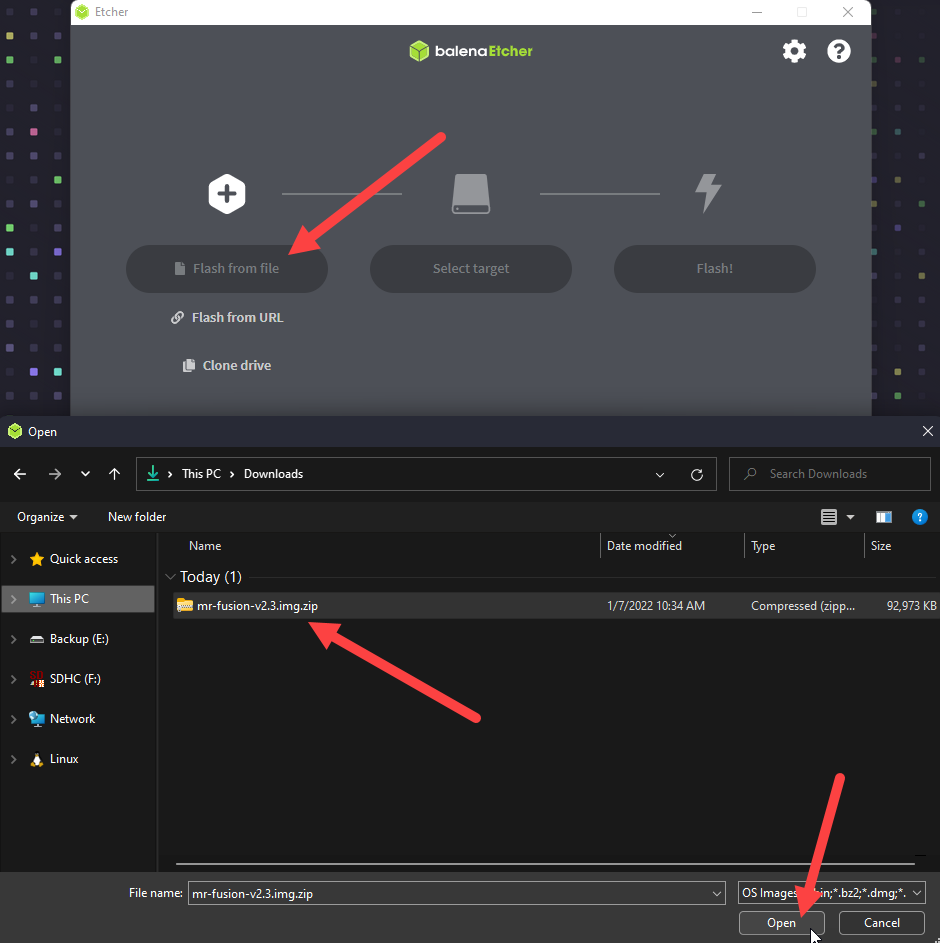 Etcher
balenaEtcher
Flash from file
Select target
Flash!
Flash from URL
Clone drive
Open
This PC > Downloads
Search Downloads
Organize
New folder
Name
Date modified
Type
Size
Quick access
Today (1)
This PC
mr-fusion-v2.3.img.zip
1/7/2022 10:34 AM
Compressed (zipp...
92,973 KB
Backup (E:)
SDHC (F:)
Network
Linux
File name:
mr-fusion-v2.3.img.zip
OS Images bin;*.bz2;*.dmg;*.
Open
Cancel